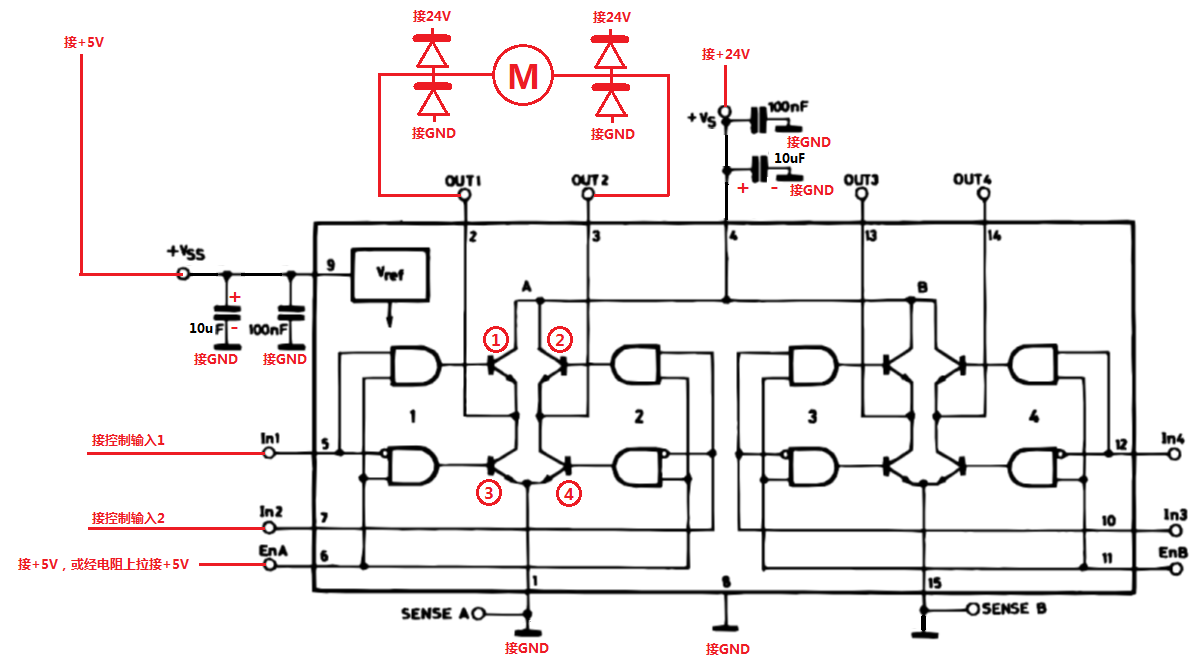 接24V
接24V
接+5V
M
接+24V
接GND
接GND
+VS
100nF
接GND
10uF
+ -
接GND
OUT1
OUT2
OUT3
OUT4
2
3
4
13
14
+VSS
9
Vref
A
B
+
-
10uF
100nF
接GND
接GND
①
②
1
2
3
4
接控制输入1
In1
5
12
In4
③
④
接控制输入2
In2
7
10
In3
接+5V，或经电阻上拉接+5V
EnA
6
11
EnB
1
8
15
SENSE A
SENSE B
接GND
接GND